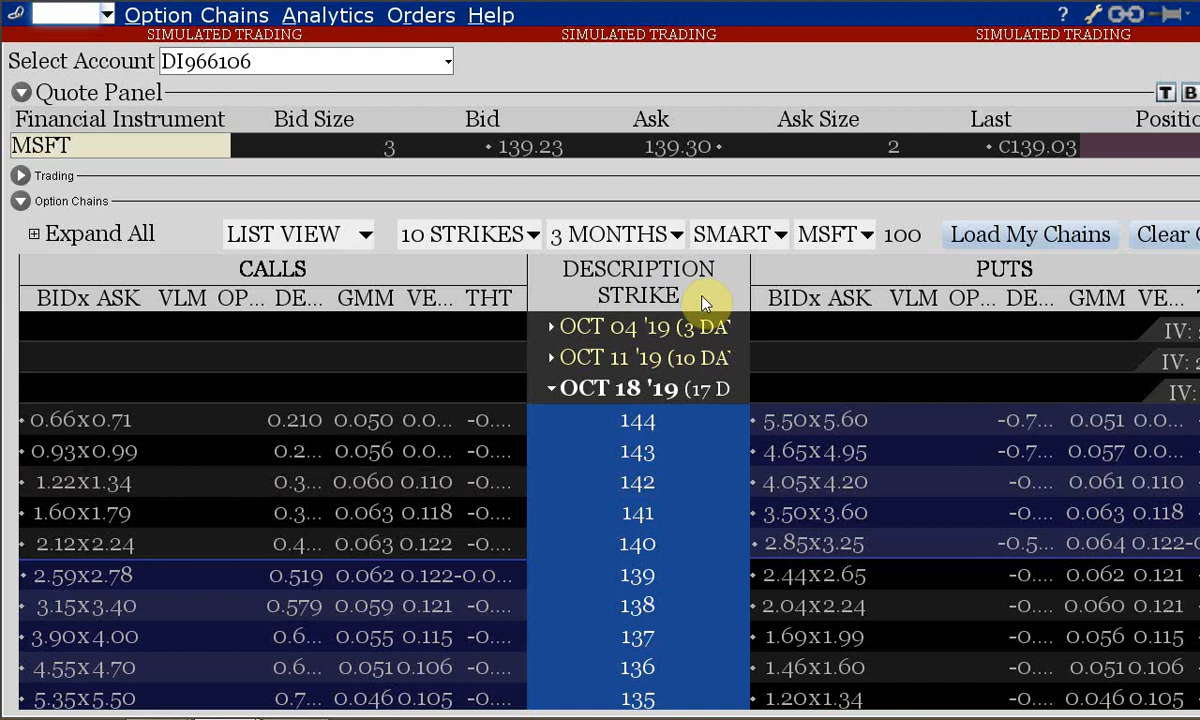 Option Chains Analytics Orders Help ?
SIMULATED TRADING SIMULATED TRADING SIMULATED TRADING
Select Account DI966106
Quote Panel T B
Financial Instrument Bid Size Bid Ask Ask Size Last Positio
MSFT 3 139.23 139.30 2 C139.03
Trading
Option Chains
Expand All LIST VIEW 10 STRIKES 3 MONTHS SMART MSFT 100 Load My Chains Clear
CALLS DESCRIPTION PUTS
BIDx ASK VLM OP... DE... GMM VE... THT STRIKE BIDx ASK VLM OP... DE... GMM VE...
OCT 04 '19 (3 DA IV:
OCT 11 '19 (10 DA IV:
OCT 18 '19 (17 D IV:
0.66x0.71 0.210 0.050 0.0... -0.... 144 5.50x5.60 -0.7... 0.051 0.0...
0.93x0.99 0.2... 0.056 0.0... -0.... 143 4.65x4.95 -0.7... 0.057 0.0... -0....
1.22x1.34 0.3... 0.060 0.110 -0.... 142 4.05x4.20 -0.... 0.061 0.110 -0....
1.60x1.79 0.3... 0.063 0.118 -0.... 141 3.50x3.60 -0.... 0.063 0.118 -0....
2.12x2.24 0.4... 0.063 0.122 -0.... 140 2.85x3.25 -0.5... 0.064 0.122-0
2.59x2.78 0.519 0.062 0.122-0.0... 139 2.44x2.65 -0.... 0.062 0.121
3.15x3.40 0.579 0.059 0.121 -0.... 138 2.04x2.24 -0.... 0.060 0.121
3.90x4.00 0.6... 0.055 0.115 -0.... 137 1.69x1.99 -0.... 0.056 0.115
4.55x4.70 0.6... 0.051 0.106 -0.... 136 1.46x1.60 -0.... 0.051 0.106
5.35x5.50 0.7... 0.046 0.105 -0.... 135 1.20x1.34 -0.... 0.046 0.105